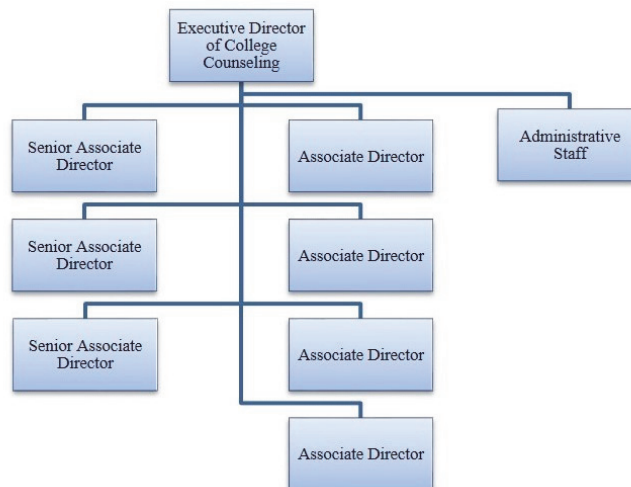 Executive Director
of College
Counseling
Senior Associate
Director
Associate Director
Administrative
Staff
Senior Associate
Director
Associate Director
Senior Associate
Director
Associate Director
Associate Director